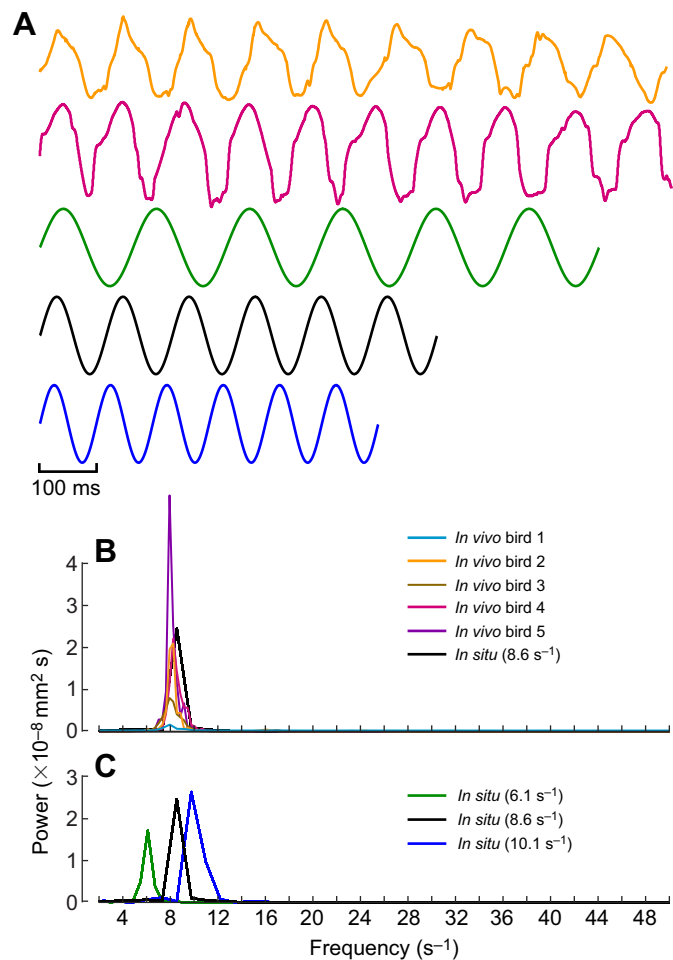 A
100 ms
B
In vivo bird 1
In vivo bird 2
In vivo bird 3
In vivo bird 4
In vivo bird 5
In situ (8.6 s⁻¹)
4
3
2
1
0
Power (×10⁻⁸ mm² s)
C
In situ (6.1 s⁻¹)
In situ (8.6 s⁻¹)
In situ (10.1 s⁻¹)
3
2
1
0
4 8 12 16 20 24 28 32 36 40 44 50
Frequency (s⁻¹)